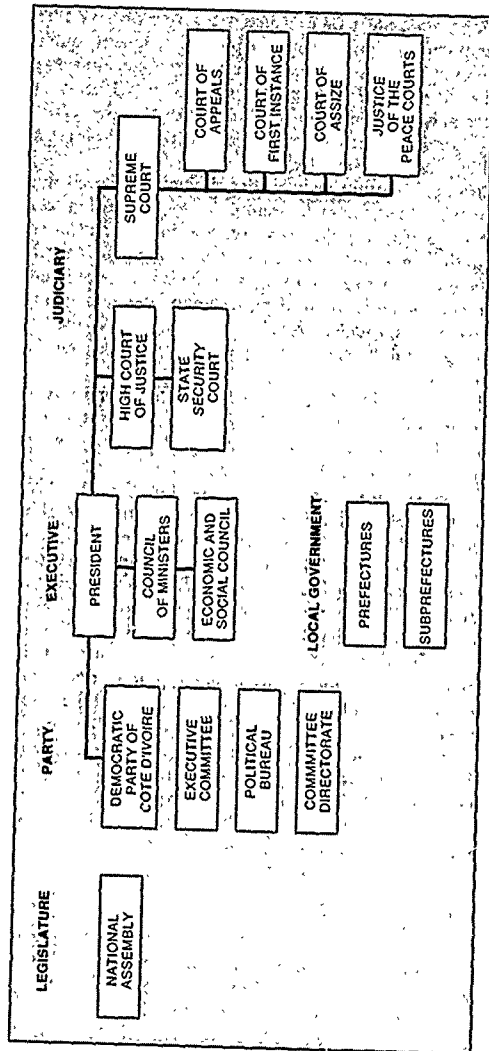 LEGISLATURE
NATIONAL
ASSEMBLY
PARTY
DEMOCRATIC
PARTY OF
COTE D'IVOIRE
EXECUTIVE
COMMITTEE
POLITICAL
BUREAU
COMMMITTEE
DIRECTORATE
EXECUTIVE
PRESIDENT
COUNCIL
OF MINISTERS
ECONOMIC AND
SOCIAL COUNCIL
LOCAL GOVERNMENT
PREFECTURES
SUBPREFECTURES
JUDICIARY
HIGH COURT
OF JUSTICE
STATE
SECURITY
COURT
SUPREME
COURT
COURT OF
APPEALS
COURT OF
FIRST INSTANCE
COURT OF
ASSIZE
JUSTICE
OF THE
PEACE COURTS